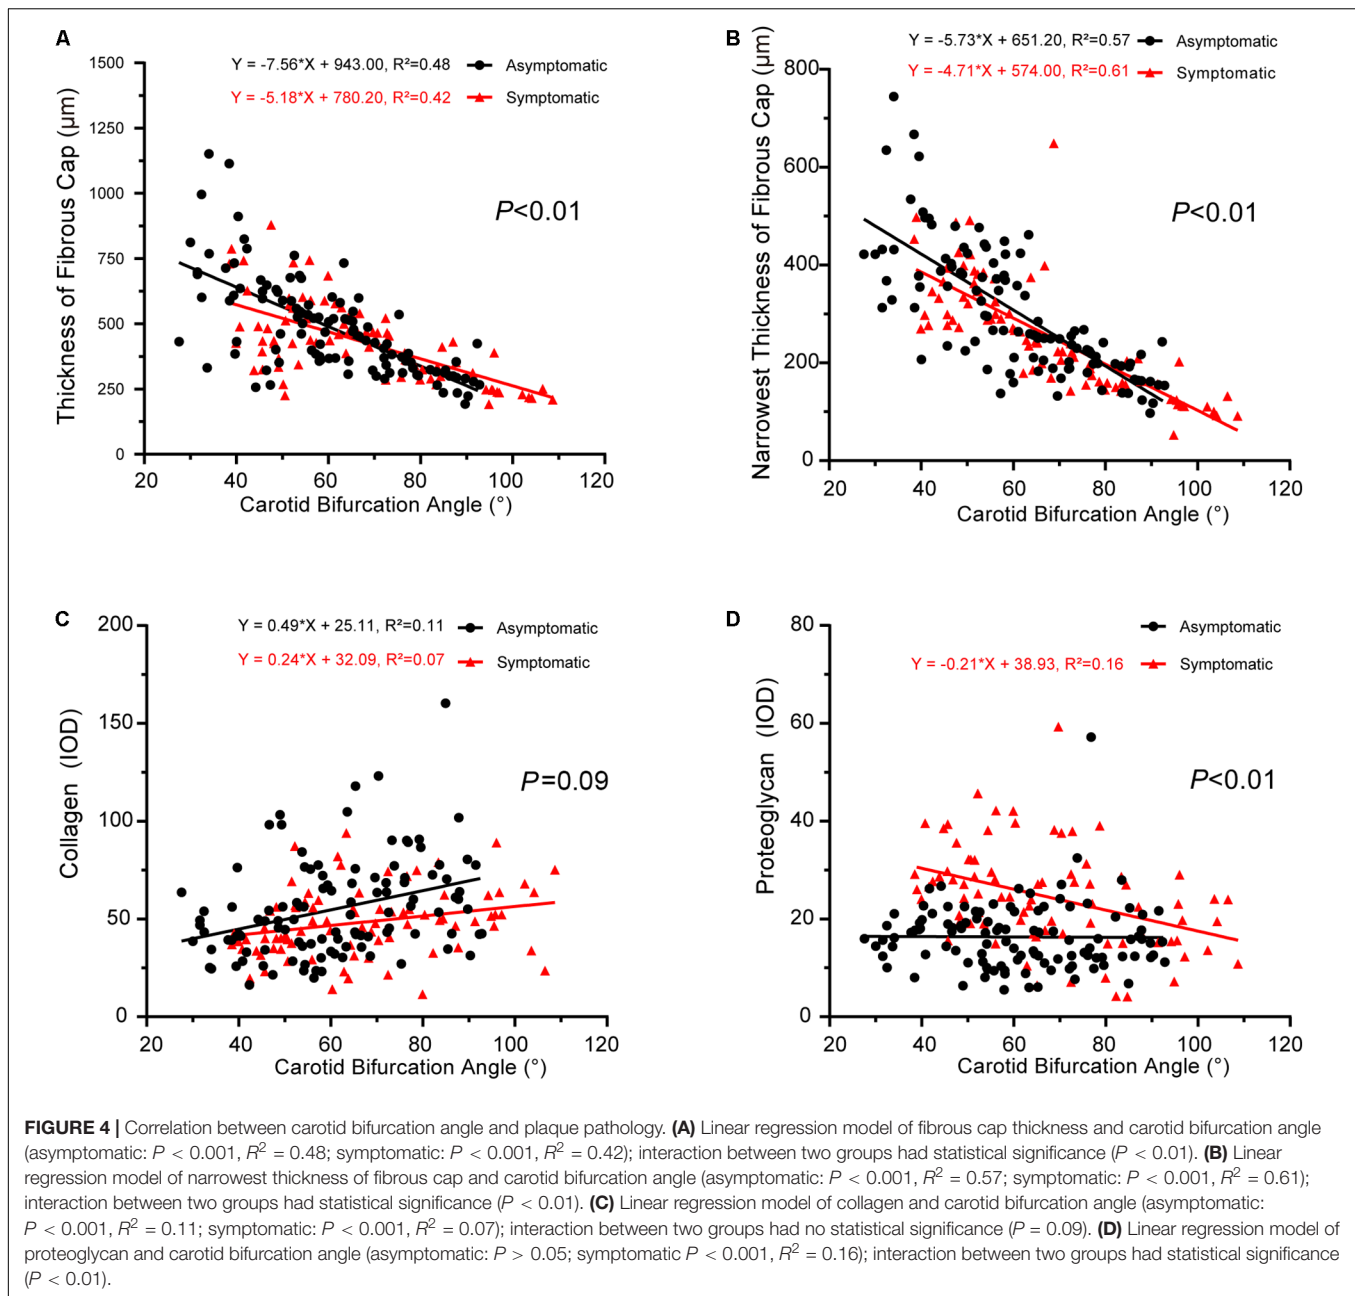 A
Y = -7.56*X + 943.00, R²=0.48 Asymptomatic
Y = -5.18*X + 780.20, R²=0.42 Symptomatic
Thickness of Fibrous Cap (µm)
1500
1250
1000
750
500
250
0
P<0.01
20 40 60 80 100 120
Carotid Bifurcation Angle (°)
B
Y = -5.73*X + 651.20, R²=0.57 Asymptomatic
Y = -4.71*X + 574.00, R²=0.61 Symptomatic
Narrowest Thickness of Fibrous Cap (µm)
800
600
400
200
0
P<0.01
20 40 60 80 100 120
Carotid Bifurcation Angle (°)
C
Y = 0.49*X + 25.11, R²=0.11 Asymptomatic
Y = 0.24*X + 32.09, R²=0.07 Symptomatic
Collagen (IOD)
200
150
100
50
0
P=0.09
20 40 60 80 100 120
Carotid Bifurcation Angle (°)
D
Asymptomatic
Y = -0.21*X + 38.93, R²=0.16 Symptomatic
Proteoglycan (IOD)
80
60
40
20
0
P<0.01
20 40 60 80 100 120
Carotid Bifurcation Angle (°)
FIGURE 4 | Correlation between carotid bifurcation angle and plaque pathology. (A) Linear regression model of fibrous cap thickness and carotid bifurcation angle
(asymptomatic: P < 0.001, R² = 0.48; symptomatic: P < 0.001, R² = 0.42); interaction between two groups had statistical significance (P < 0.01). (B) Linear
regression model of narrowest thickness of fibrous cap and carotid bifurcation angle (asymptomatic: P < 0.001, R² = 0.57; symptomatic: P < 0.001, R² = 0.61);
interaction between two groups had statistical significance (P < 0.01). (C) Linear regression model of collagen and carotid bifurcation angle (asymptomatic:
P < 0.001, R² = 0.11; symptomatic: P < 0.001, R² = 0.07); interaction between two groups had no statistical significance (P = 0.09). (D) Linear regression model of
proteoglycan and carotid bifurcation angle (asymptomatic: P > 0.05; symptomatic P < 0.001, R² = 0.16); interaction between two groups had statistical significance
(P < 0.01).